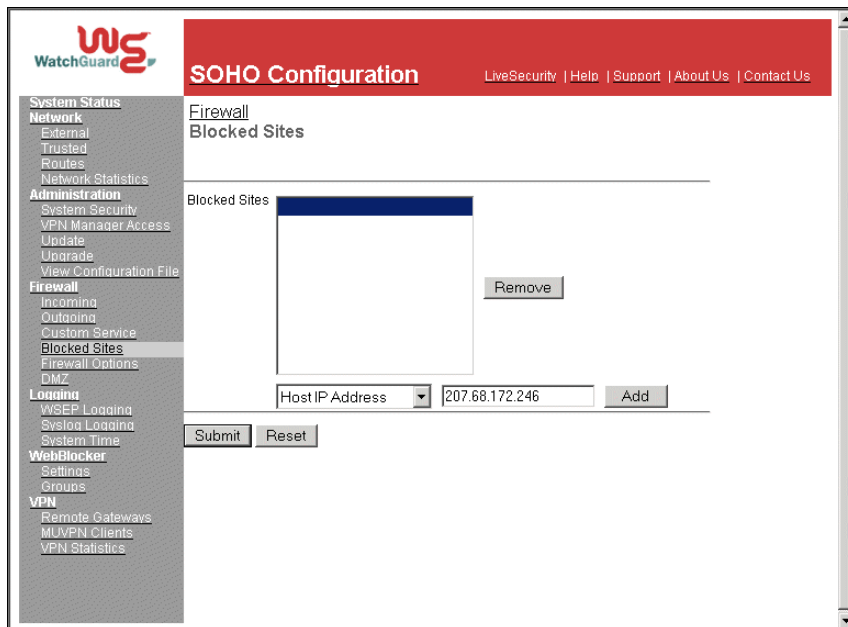 WatchGuard
SOHO Configuration
LiveSecurity | Help | Support | About Us | Contact Us
System Status
Network
External
Trusted
Routes
Network Statistics
Administration
System Security
VPN Manager Access
Update
Upgrade
View Configuration File
Firewall
Incoming
Outgoing
Custom Service
Blocked Sites
Firewall Options
DMZ
Logging
WSEP Logging
Syslog Logging
System Time
WebBlocker
Settings
Groups
VPN
Remote Gateways
MUVPN Clients
VPN Statistics
Firewall
Blocked Sites
Blocked Sites
Remove
Host IP Address 207.68.172.246 Add
Submit Reset